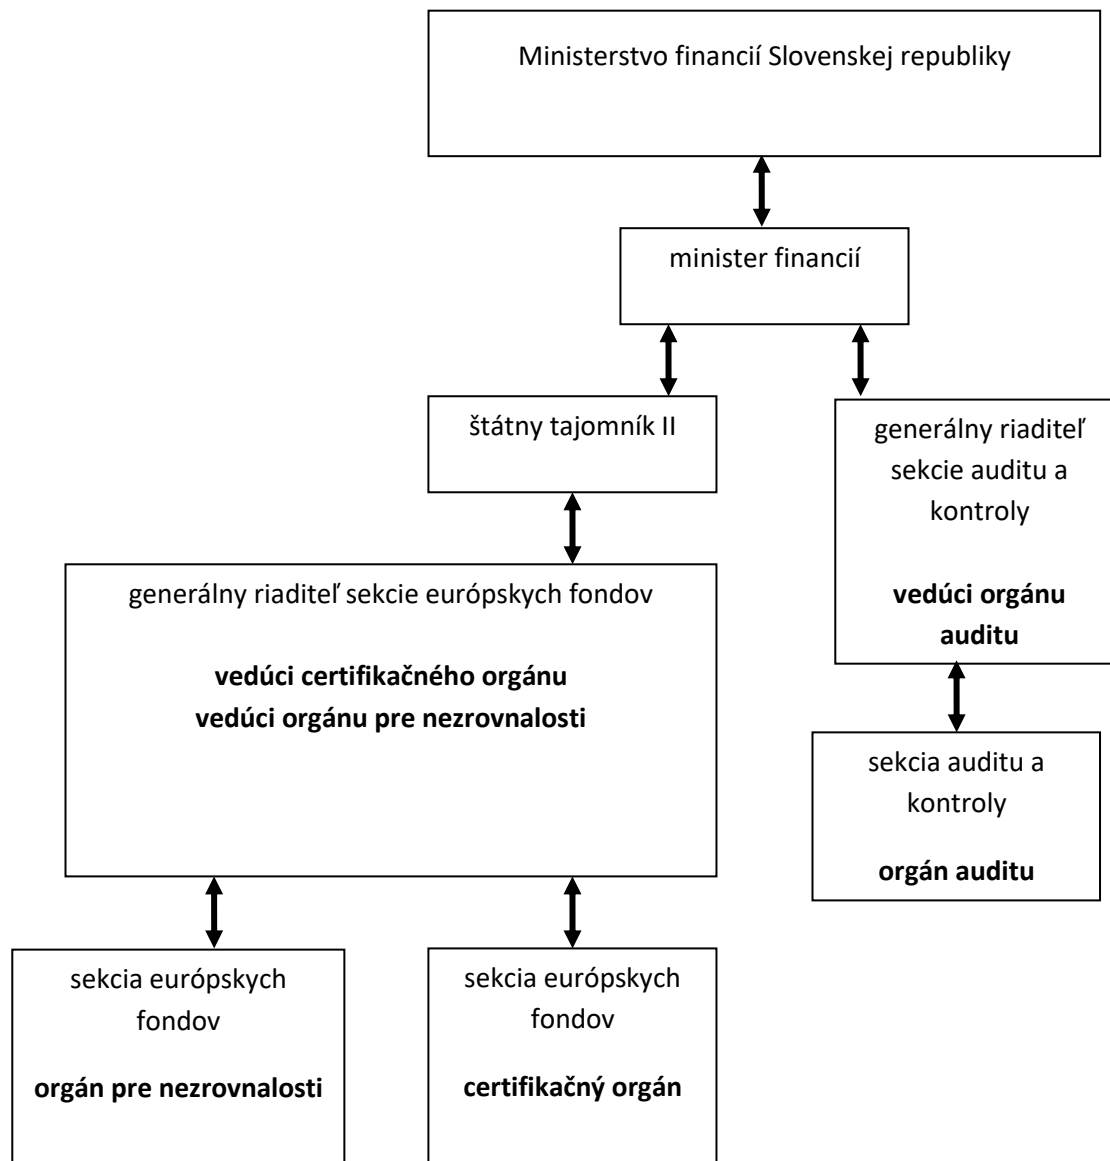 Ministerstvo financií Slovenskej republiky
minister financií
štátny tajomník II
generálny riaditeľ
sekcie auditu a
kontroly
vedúci orgánu
auditu
generálny riaditeľ sekcie európskych fondov
vedúci certifikačného orgánu
vedúci orgánu pre nezrovnalosti
sekcia auditu a
kontroly
orgán auditu
sekcia európskych
fondov
orgán pre nezrovnalosti
sekcia európskych
fondov
certifikačný orgán